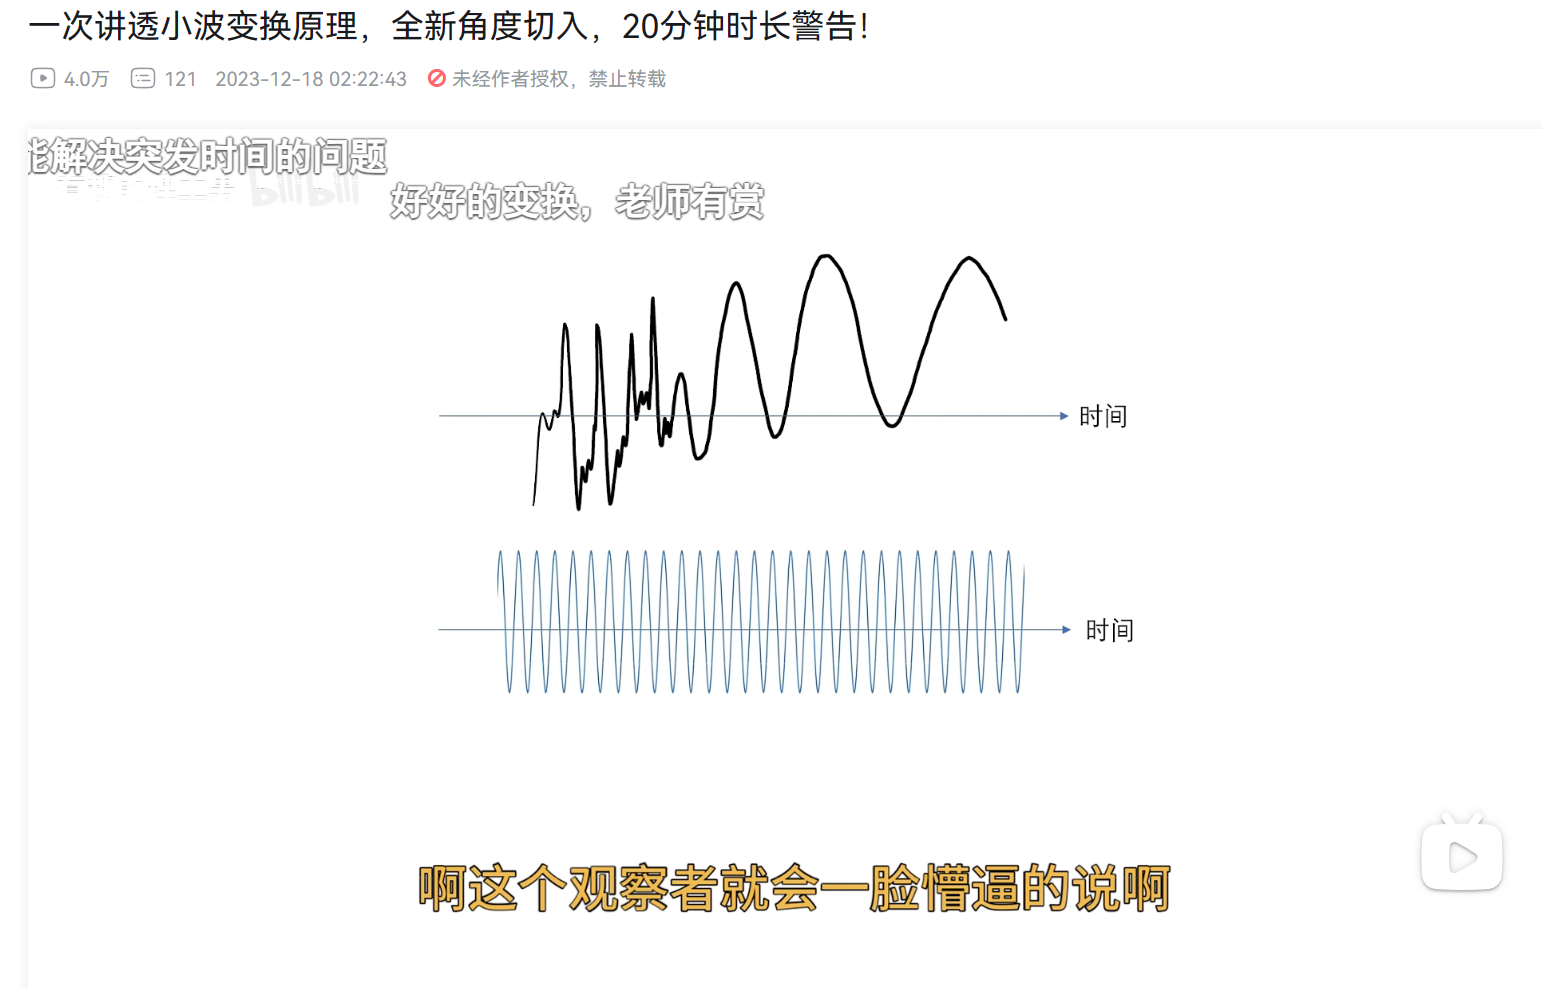 一次讲透小波变换原理，全新角度切入，20分钟时长警告！
4.0万 121 2023-12-18 02:22:43 未经作者授权，禁止转载
能解决突发时间的问题
bilibili
好好的变换，老师有赏
时间
时间
啊这个观察者就会一脸懵逼的说啊